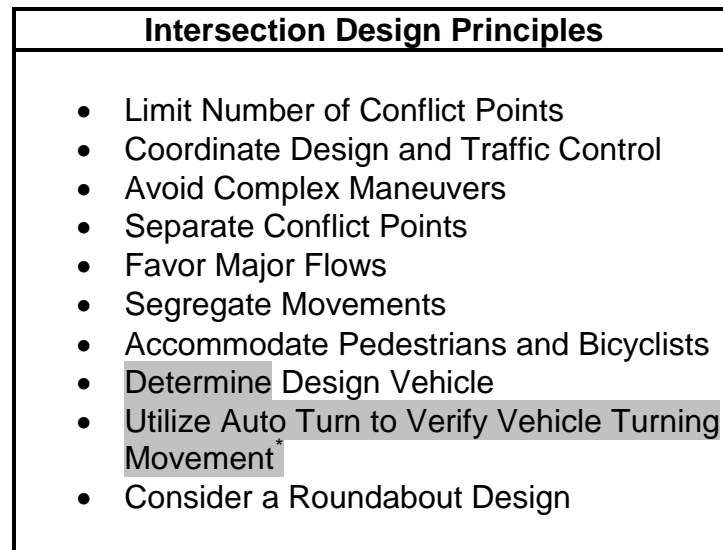 Intersection Design Principles
• Limit Number of Conflict Points
• Coordinate Design and Traffic Control
• Avoid Complex Maneuvers
• Separate Conflict Points
• Favor Major Flows
• Segregate Movements
• Accommodate Pedestrians and Bicyclists
• Determine Design Vehicle
• Utilize Auto Turn to Verify Vehicle Turning
Movement*
• Consider a Roundabout Design